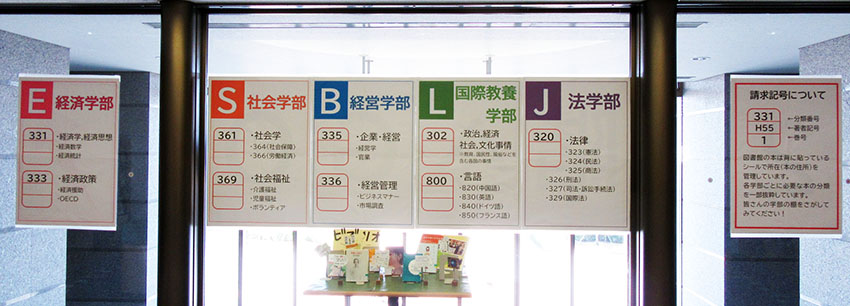 E 経済学部
331
・経済学,経済思想
・経済数学
・経済統計
333
・経済政策
・経済援助
・OECD
S 社会学部
361
・社会学
・364(社会保障)
・366(労働経済)
369
・社会福祉
・介護福祉
・児童福祉
・ボランティア
B 経営学部
335
・企業・経営
・経営学
・官業
336
・経営管理
・ビジネスマナー
・市場調査
L 国際教養
学部
302
・政治,経済
社会,文化事情
含む各国の事情
800
・言語
・820(中国語)
・830(英語)
・840(ドイツ語)
・850(フランス語)
J 法学部
320
・法律
・323(憲法)
・324(民法)
・325(商法)
・326(刑法)
・327(司法・訴訟手続法)
・329(国際法)
請求記号について
331 ←分類番号
H55 ←著者記号
1 ←巻号
図書館の本は背に貼っている
シールで所在(本の住所)を
管理しています。
各学部ごとに必要な本の分類
を一部抜粋しています。
皆さんの学部の棚をさがして
みてください!
ビブリオ